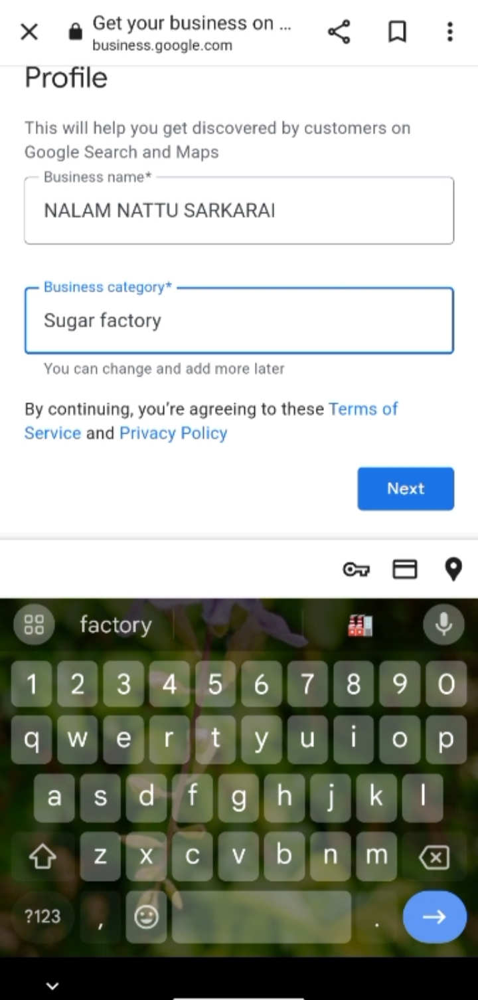 Get your business on ...
business.google.com
Profile
This will help you get discovered by customers on
Google Search and Maps
Business name*
NALAM NATTU SARKARAI
Business category*
Sugar factory
You can change and add more later
By continuing, you're agreeing to these Terms of
Service and Privacy Policy
Next
factory
1 2 3 4 5 6 7 8 9 0
q w e r t y u i o p
a s d f g h j k l
z x c v b n m
?123 , .